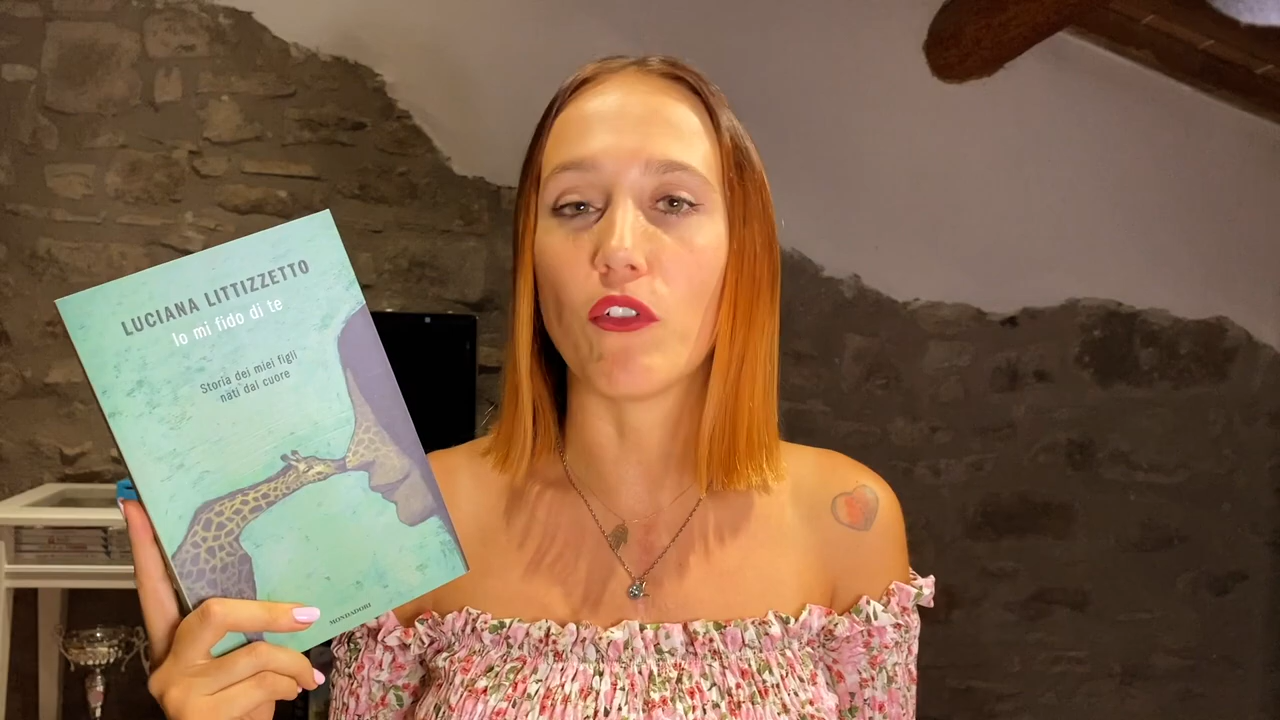 LUCIANA LITTIZZETTO
Io mi fido di te
Storia dei miei figli
nati dal cuore
MONDADORI